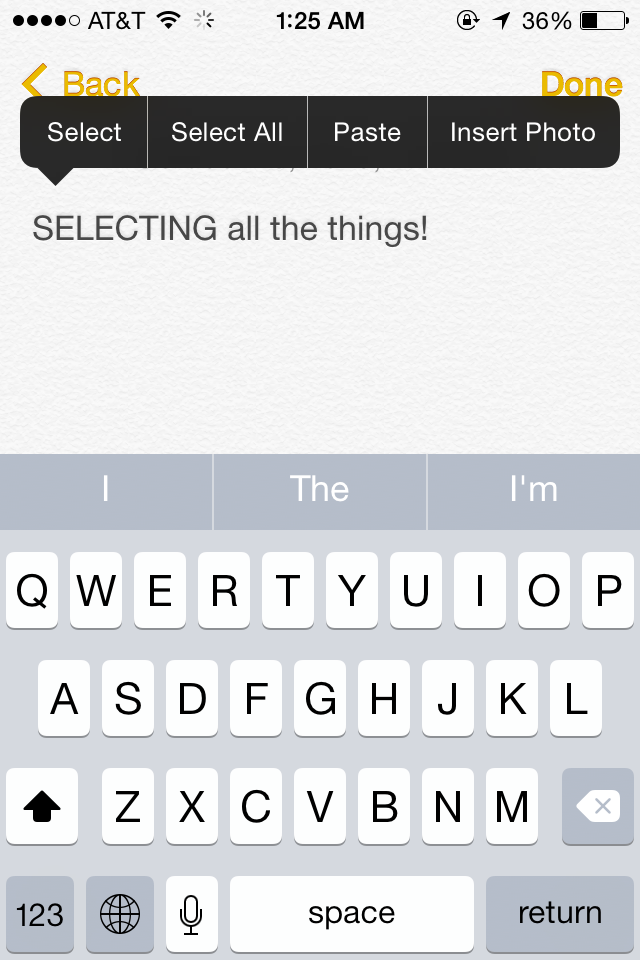 AT&T 1:25 AM 36%
Back Done
Select Select All Paste Insert Photo
SELECTING all the things!
I The I'm
Q W E R T Y U I O P
A S D F G H J K L
Z X C V B N M
123 space return